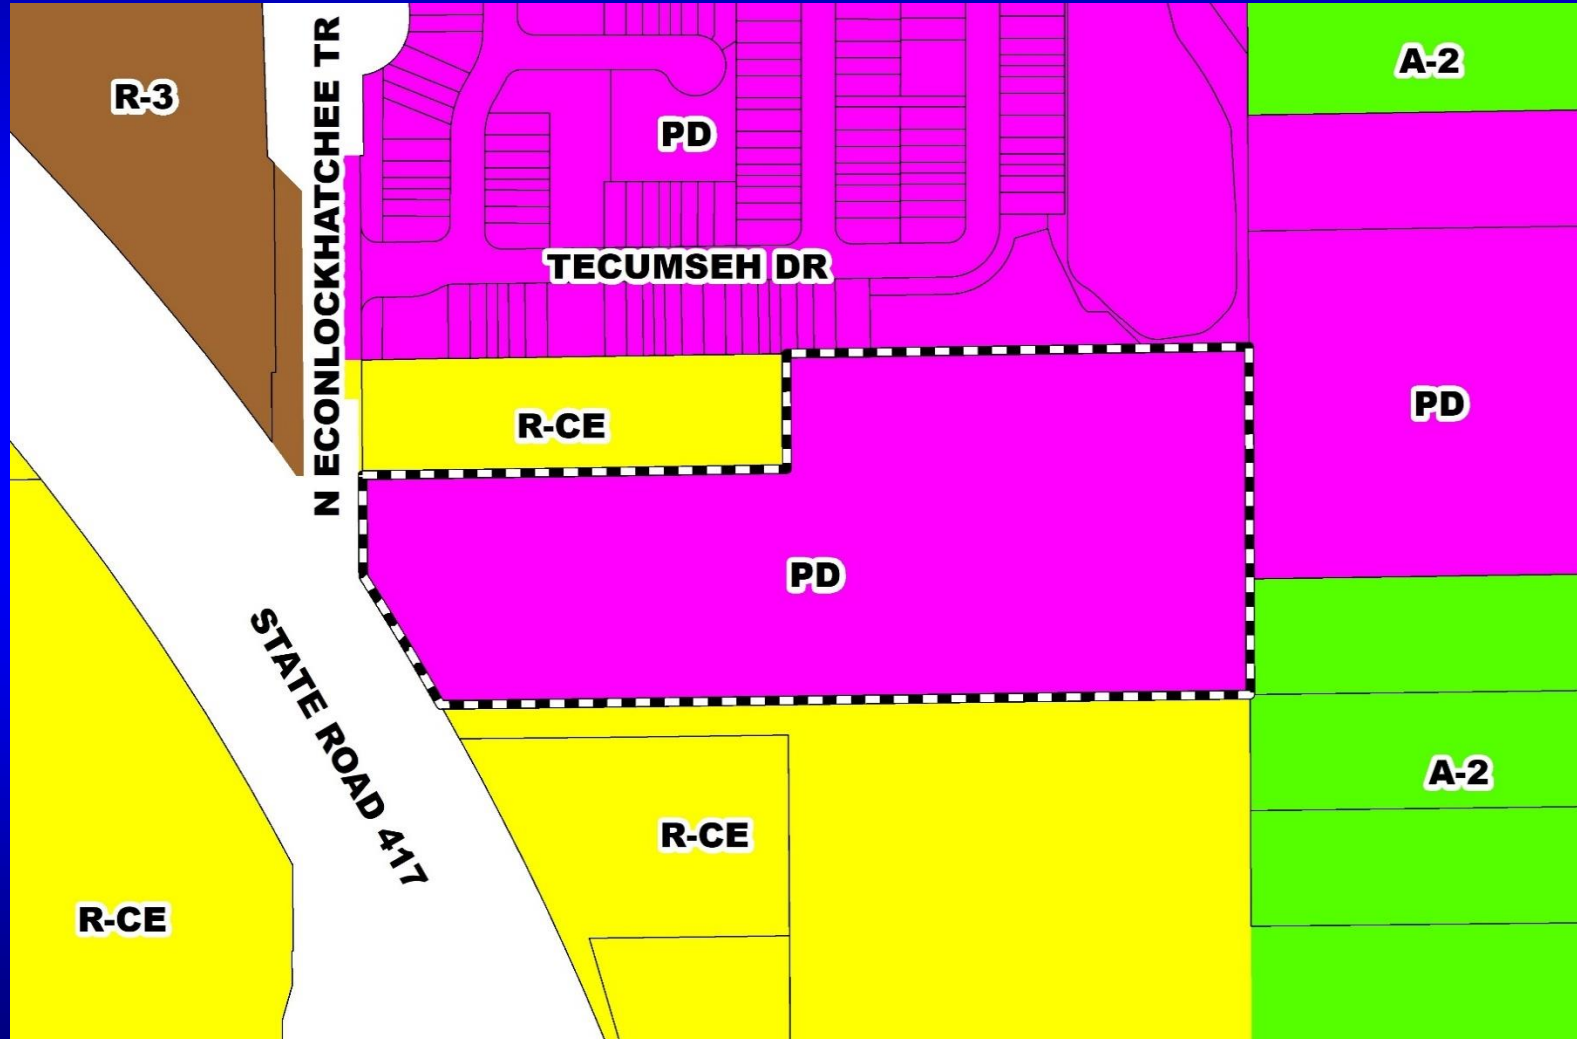 A-2
R-3
PD
N ECONLOCKHATCHEE TR
TECUMSEH DR
PD
R-CE
PD
STATE ROAD 417
A-2
R-CE
R-CE